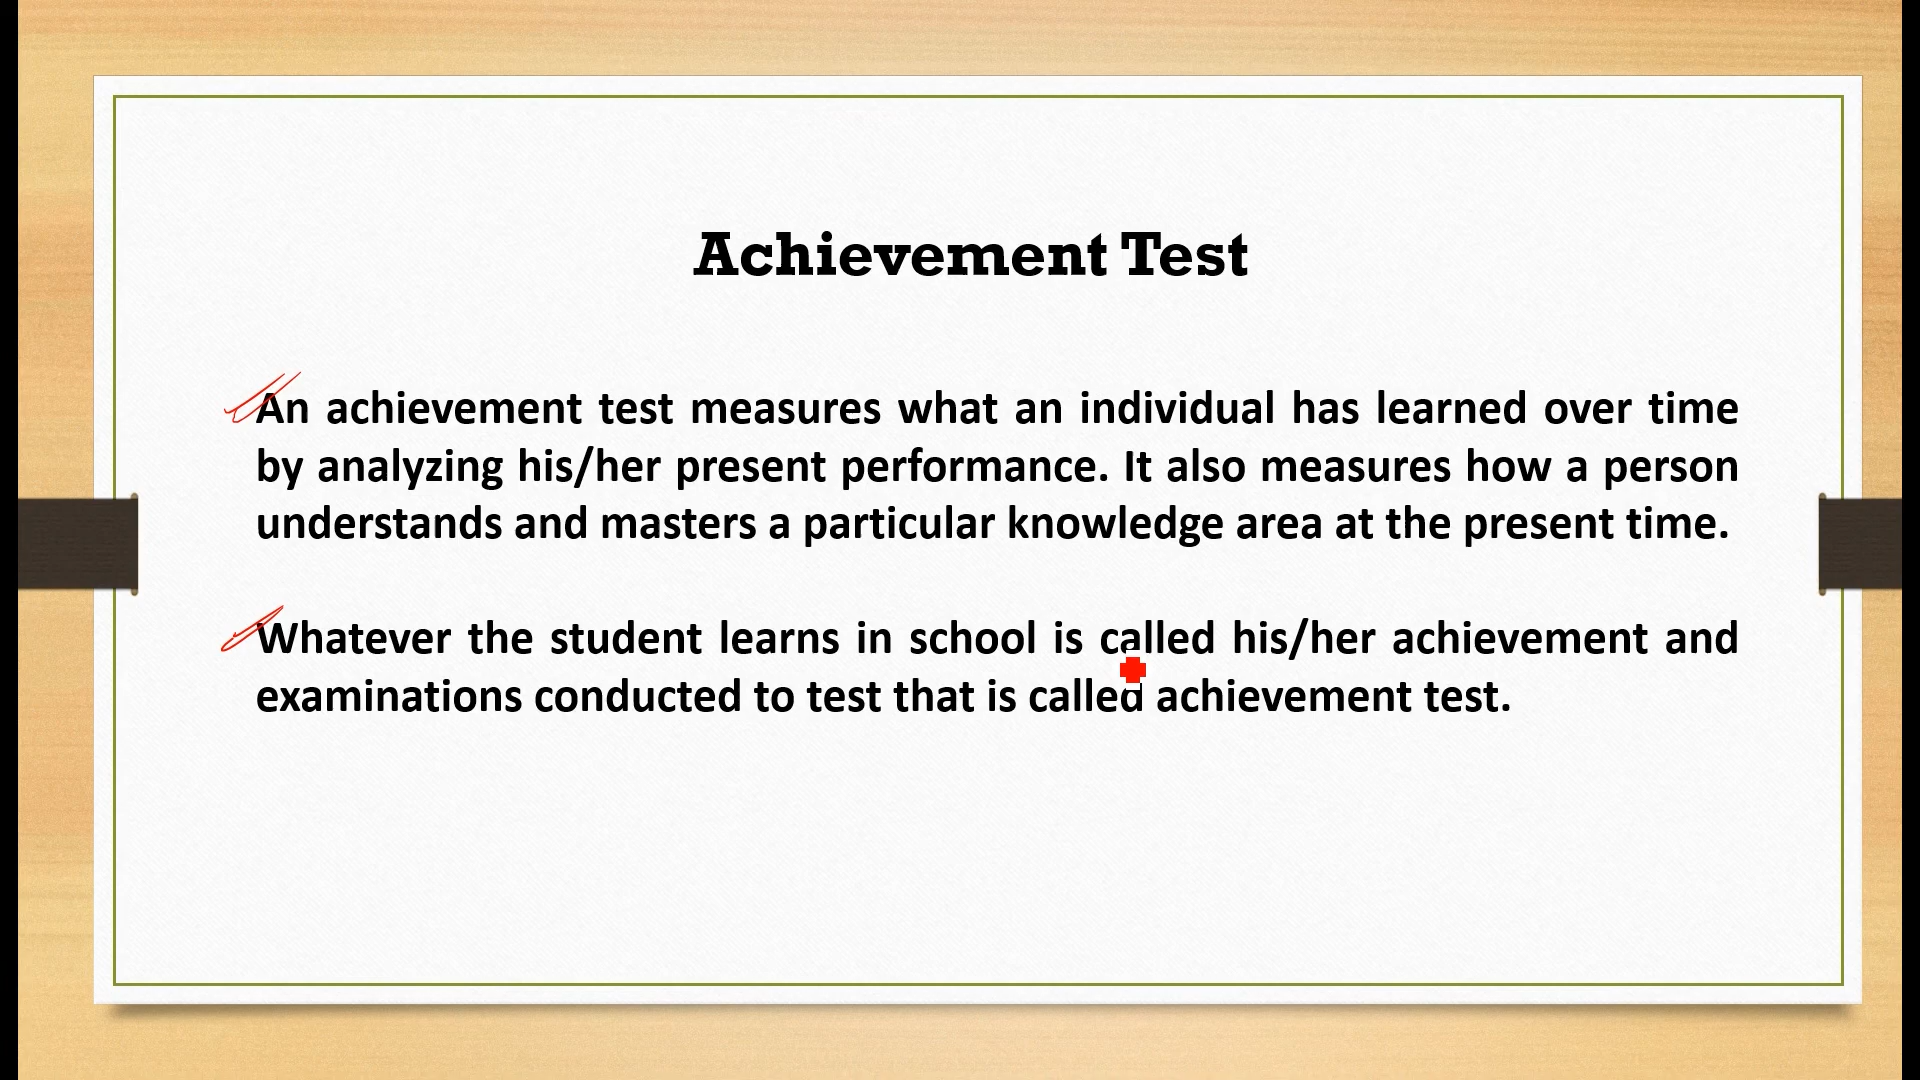 Achievement Test
An achievement test measures what an individual has learned over time
by analyzing his/her present performance. It also measures how a person
understands and masters a particular knowledge area at the present time.
Whatever the student learns in school is called his/her achievement and
examinations conducted to test that is called achievement test.